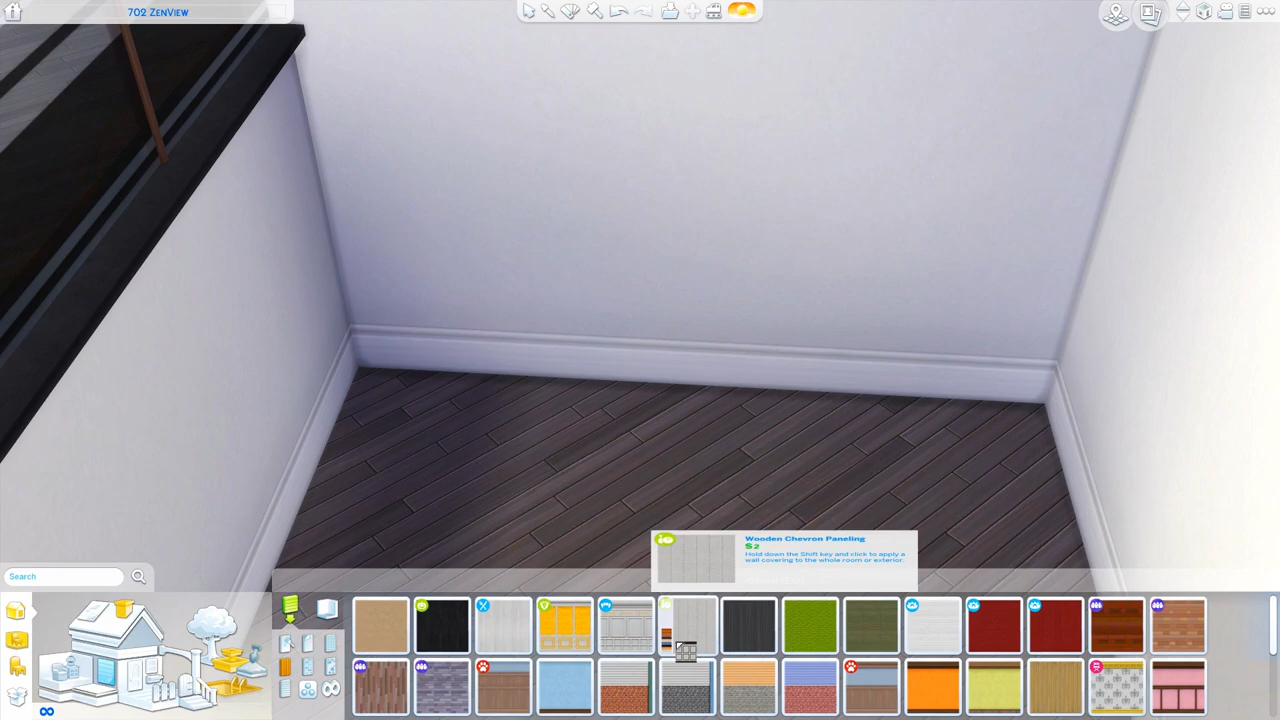 702 ZenView
Wooden Chevron Paneling
§2
Hold down the Shift key and click to apply a
wall covering to the whole room or exterior.
Search